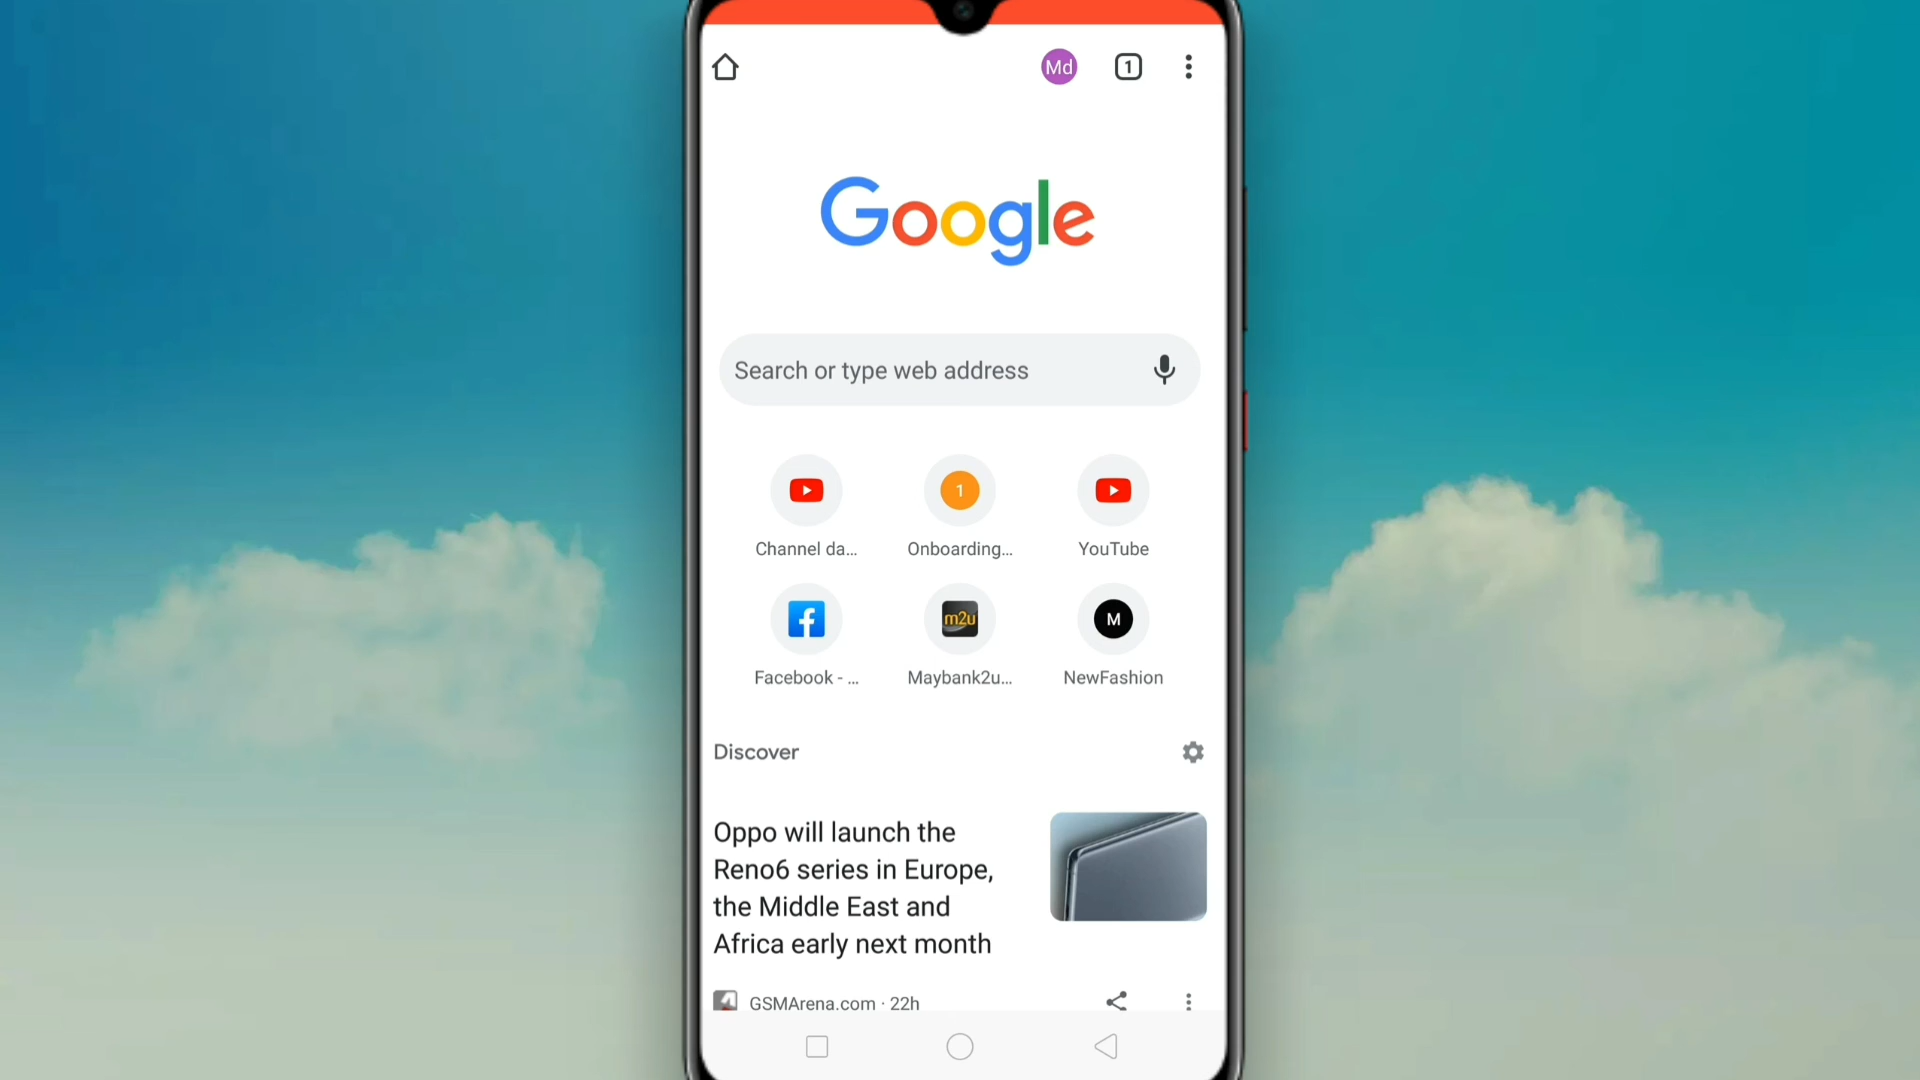 Md
1
Google
Search or type web address
1
Channel da...
Onboarding...
YouTube
m2u
M
Facebook - ...
Maybank2u...
NewFashion
Discover
Oppo will launch the
Reno6 series in Europe,
the Middle East and
Africa early next month
GSMArena.com · 22h